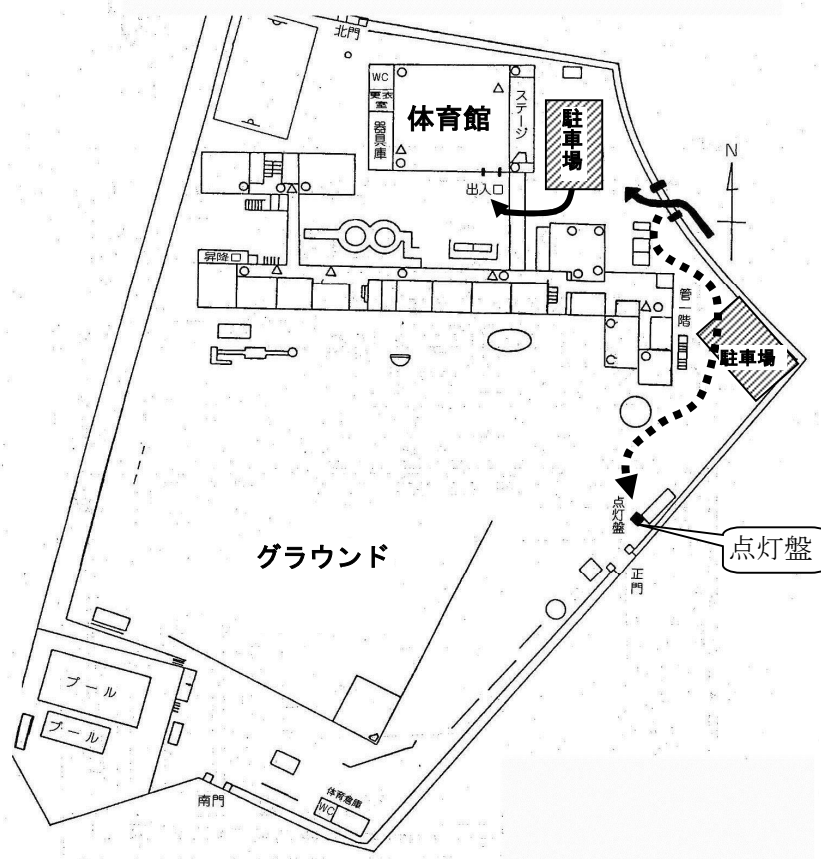 北門
WC
更衣室
器具庫
体育館
ステージ
駐車場
出入口
N
昇降口
管一階
駐車場
点灯盤
点灯盤
正門
グラウンド
プール
プール
南門
体育倉庫
WC